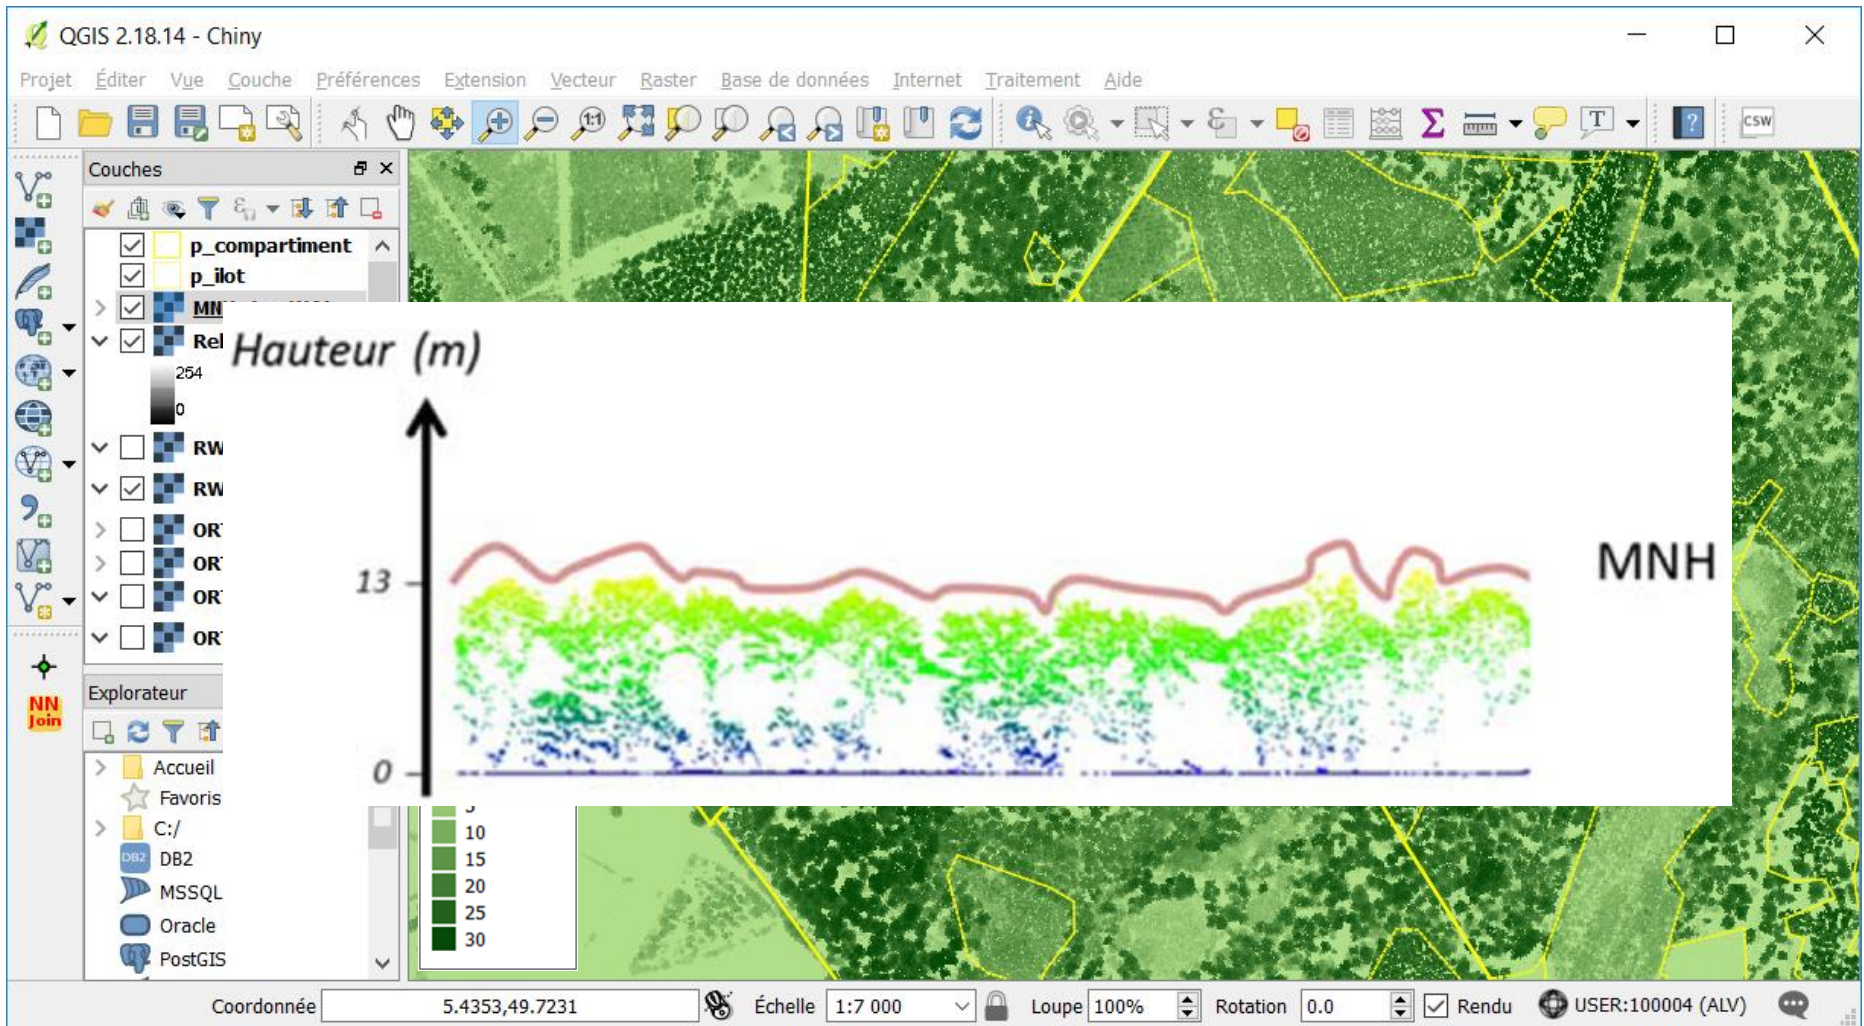 QGIS 2.18.14 - Chiny
Projet Éditer Vue Couche Préférences Extension Vecteur Raster Base de données Internet Traitement Aide
1:1
Σ
T
?
CSW
Couches
p_compartiment
p_ilot
MN
Rel
254
0
RW
RW
OR
OR
OR
OR
NN
Join
Explorateur
Accueil
Favoris
C:/
DB2 DB2
MSSQL
Oracle
PostGIS
Hauteur (m)
13
0
MNH
10
15
20
25
30
Coordonnée 5.4353,49.7231 Échelle 1:7 000 Loupe 100% Rotation 0.0 Rendu USER:100004 (ALV)